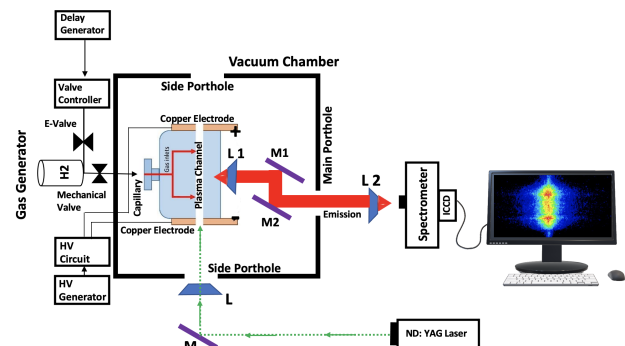 Delay
Generator
Vacuum Chamber
Side Porthole
Valve
Controller
E-Valve
Copper Electrode
+
Gas Generator
H2
Mechanical
Valve
Capillary
Gas inlets
Plasma Channel
L 1
M1
M2
Main Porthole
L 2
Emission
Spectrometer
ICCD
-
Copper Electrode
HV
Circuit
Side Porthole
HV
Generator
L
M
ND: YAG Laser